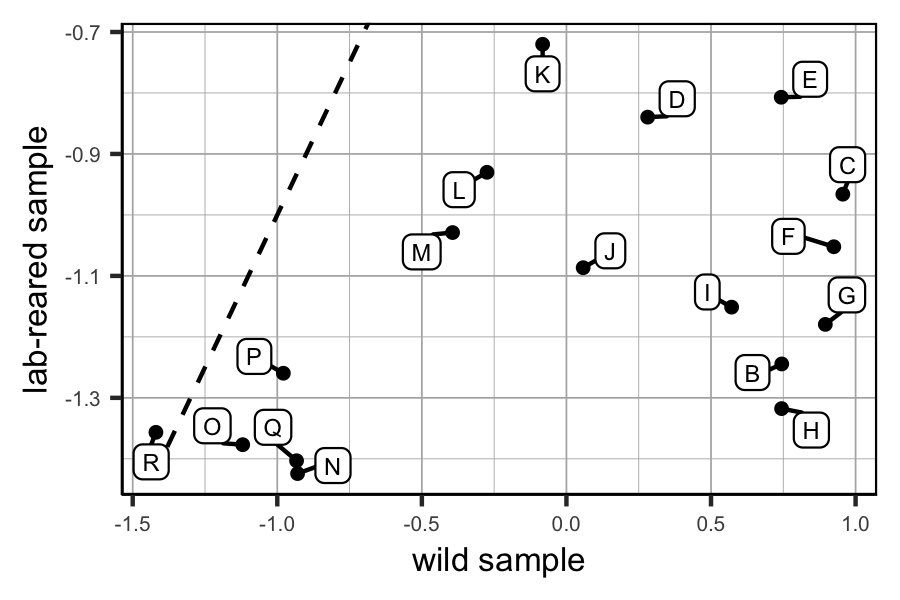 -0.7
-0.9
-1.1
-1.3
lab-reared sample
K
D
E
C
L
M
F
J
I
G
P
B
O
Q
H
R
N
-1.5
-1.0
-0.5
0.0
0.5
1.0
wild sample